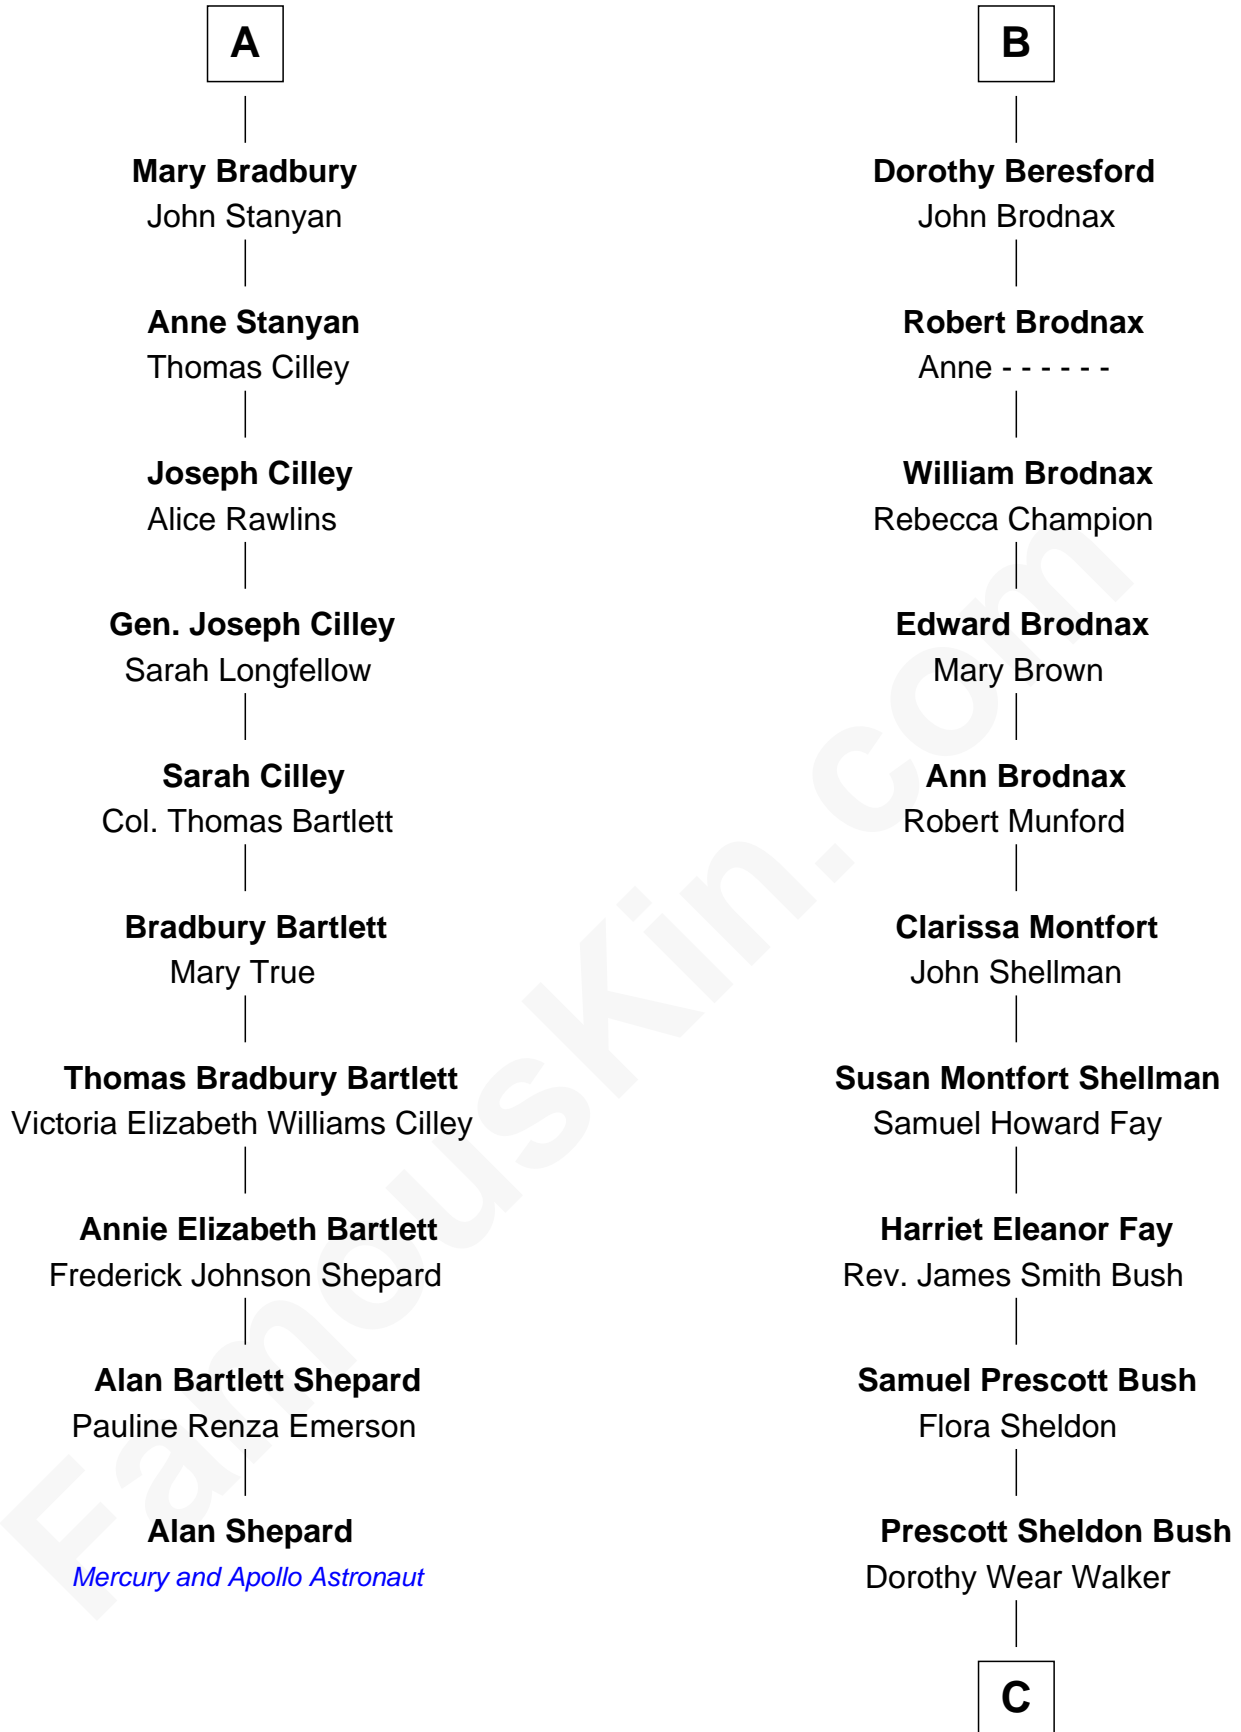 A
Mary Bradbury
John Stanyan
Anne Stanyan
Thomas Cilley
Joseph Cilley
Alice Rawlins
Gen. Joseph Cilley
Sarah Longfellow
Sarah Cilley
Col. Thomas Bartlett
Bradbury Bartlett
Mary True
Thomas Bradbury Bartlett
Victoria Elizabeth Williams Cilley
Annie Elizabeth Bartlett
Frederick Johnson Shepard
Alan Bartlett Shepard
Pauline Renza Emerson
Alan Shepard
Mercury and Apollo Astronaut
B
Dorothy Beresford
John Brodnax
Robert Brodnax
Anne - - - - - -
William Brodnax
Rebecca Champion
Edward Brodnax
Mary Brown
Ann Brodnax
Robert Munford
Clarissa Montfort
John Shellman
Susan Montfort Shellman
Samuel Howard Fay
Harriet Eleanor Fay
Rev. James Smith Bush
Samuel Prescott Bush
Flora Sheldon
Prescott Sheldon Bush
Dorothy Wear Walker
C
FamousKin.com